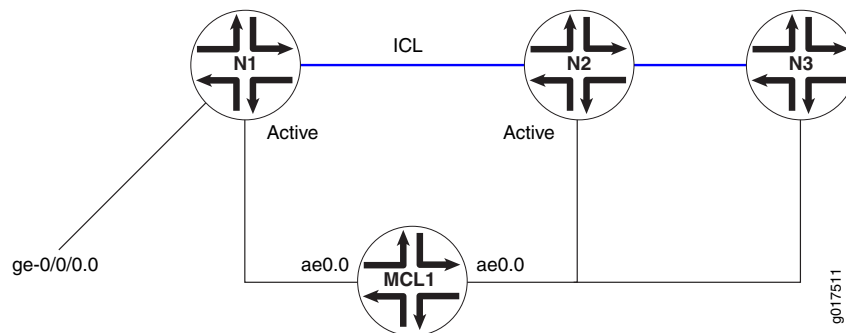 ICL
N1
N2
N3
Active
Active
ge-0/0/0.0
ae0.0
ae0.0
MCL1
g017511